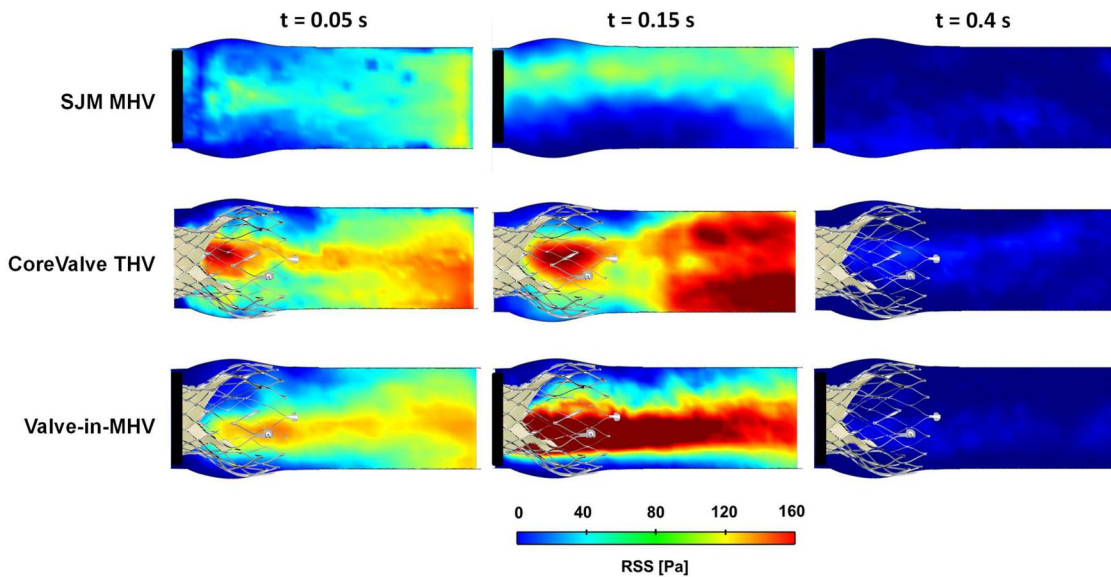 t = 0.05 s t = 0.15 s t = 0.4 s
SJM MHV
CoreValve THV
Valve-in-MHV
0 40 80 120 160
RSS [Pa]